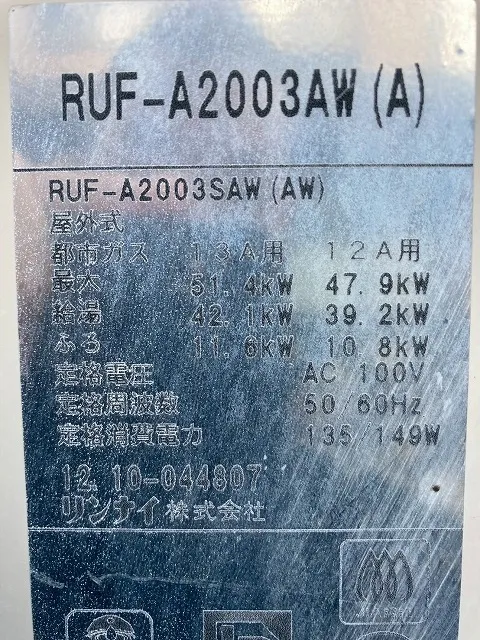 RUF-A2003AW(A)
RUF-A2003SAW(AW)
屋外式
都市ガス 13A用 12A用
最大 51.4kW 47.9kW
給湯 42.1kW 39.2kW
ふろ 11.6kW 10.8kW
定格電圧 AC 100V
定格周波数 50/60Hz
定格消費電力 135/149W
12.10-044807
リンナイ株式会社